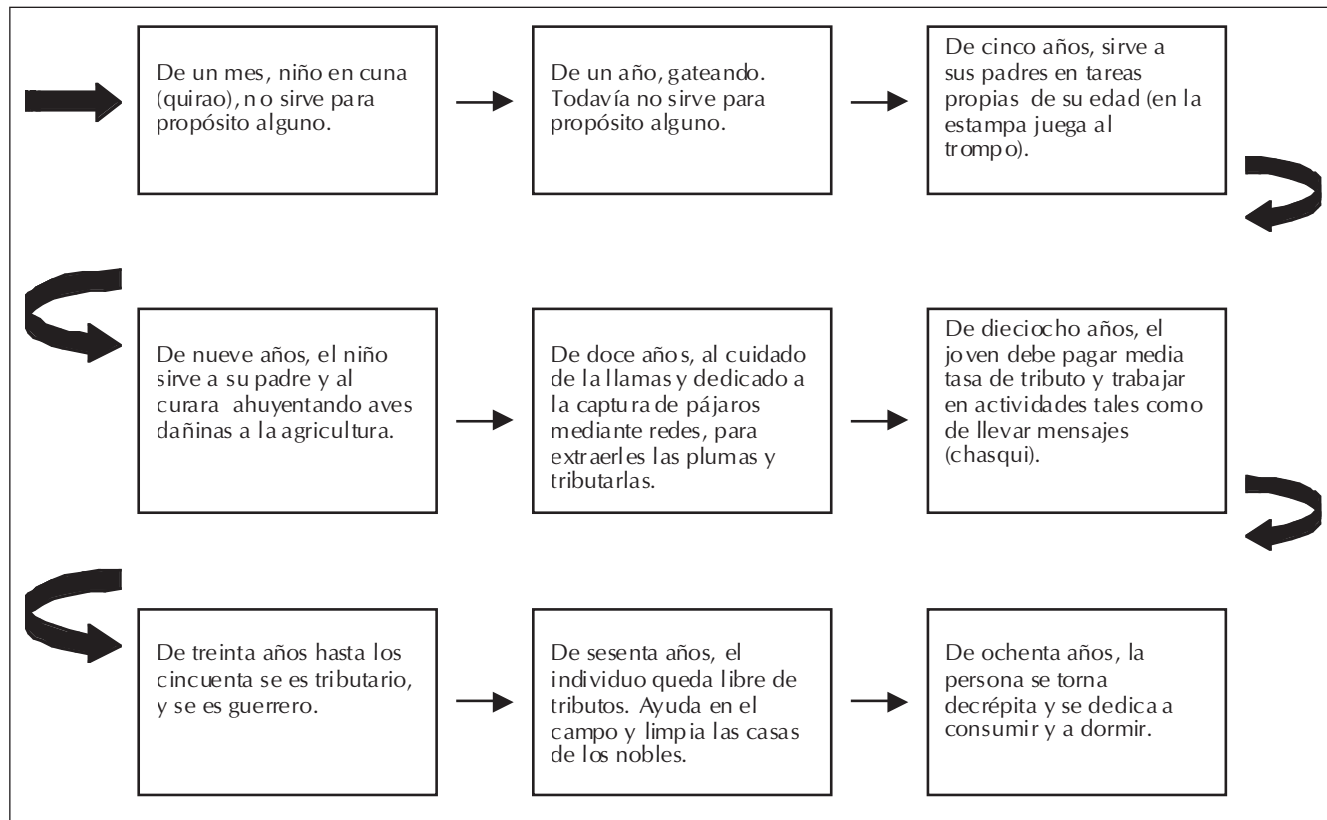 De un mes, niño en cuna
(quirao), no sirve para
propósito alguno.
De un año, gateando.
Todavía no sirve para
propósito alguno.
De cinco años, sirve a
sus padres en tareas
propias de su edad (en la
estampa juega al
trompo).
De nueve años, el niño
sirve a su padre y al
curara ahuyentando aves
dañinas a la agricultura.
De doce años, al cuidado
de la llamas y dedicado a
la captura de pájaros
mediante redes, para
extraerles las plumas y
tributarlas.
De dieciocho años, el
joven debe pagar media
tasa de tributo y trabajar
en actividades tales como
de llevar mensajes
(chasqui).
De treinta años hasta los
cincuenta se es tributario,
y se es guerrero.
De sesenta años, el
individuo queda libre de
tributos. Ayuda en el
campo y limpia las casas
de los nobles.
De ochenta años, la
persona se torna
decrépita y se dedica a
consumir y a dormir.